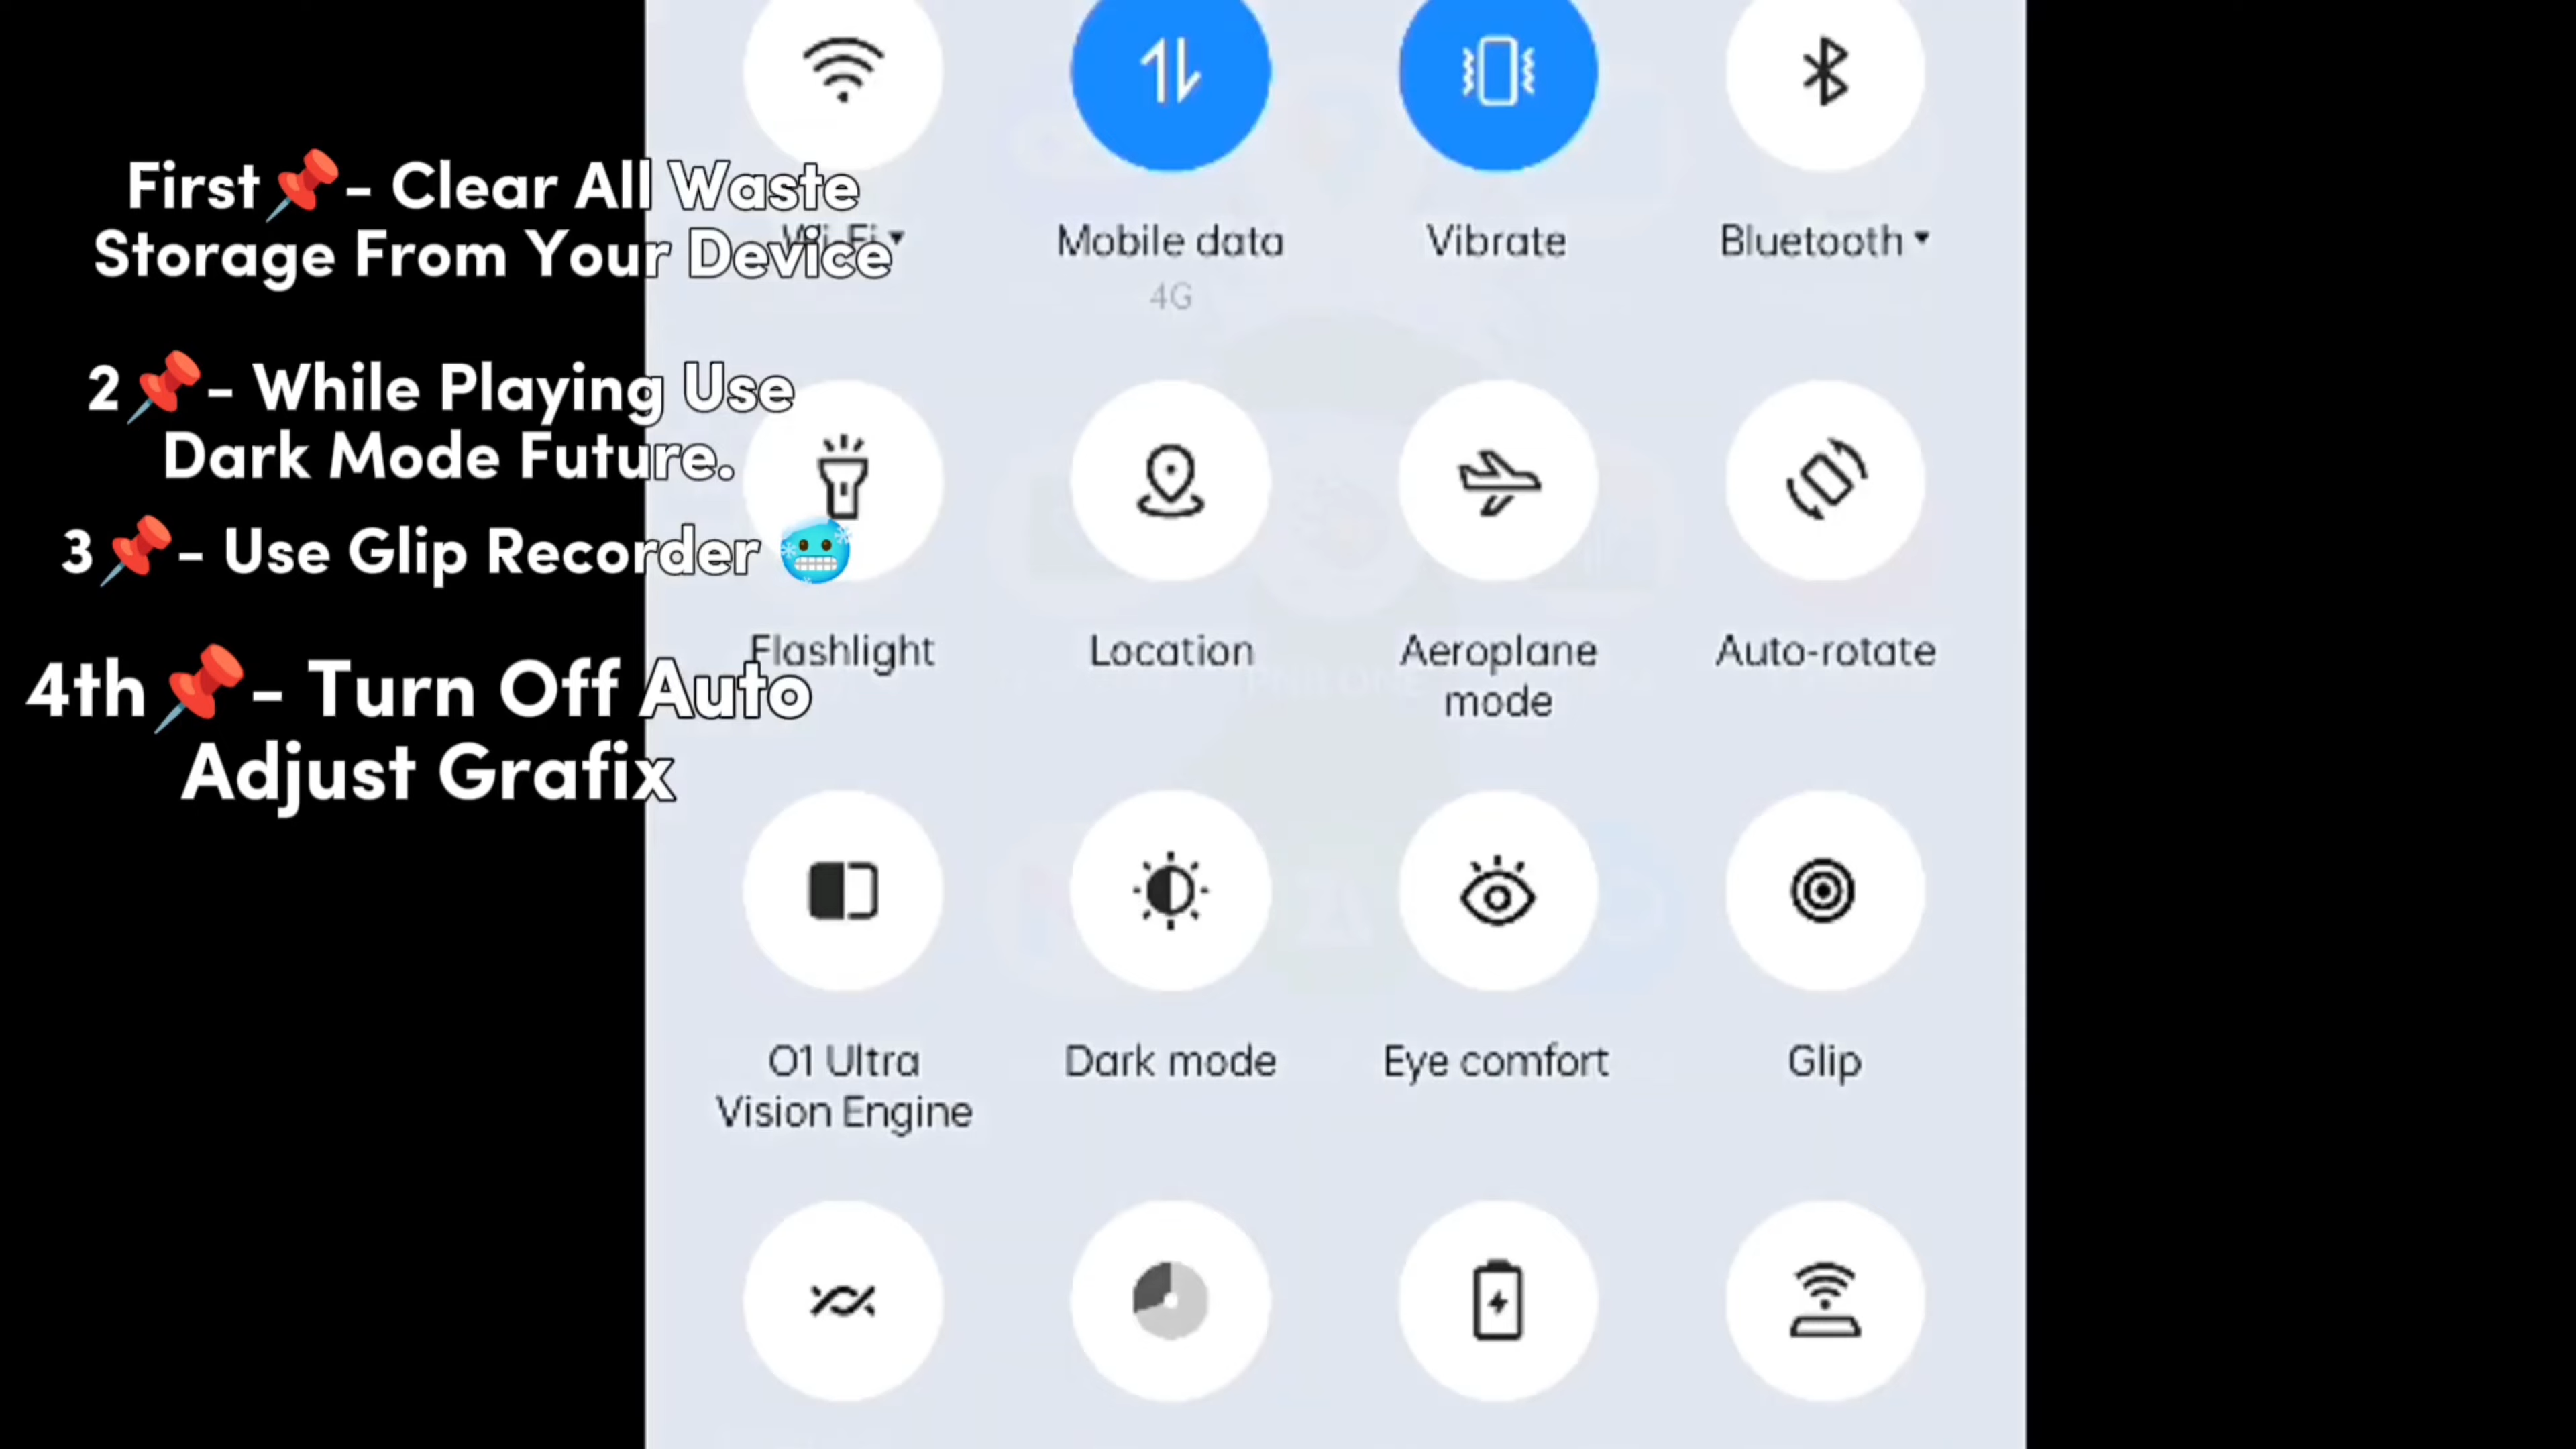 First📌- Clear All Waste
Storage From Your Device
2📌- While Playing Use
Dark Mode Future.
3📌- Use Glip Recorder 🥶
4th📌- Turn Off Auto
Adjust Grafix
Wi-Fi
Mobile data
4G
Vibrate
Bluetooth
Flashlight
Location
Aeroplane
mode
Auto-rotate
O1 Ultra
Vision Engine
Dark mode
Eye comfort
Glip